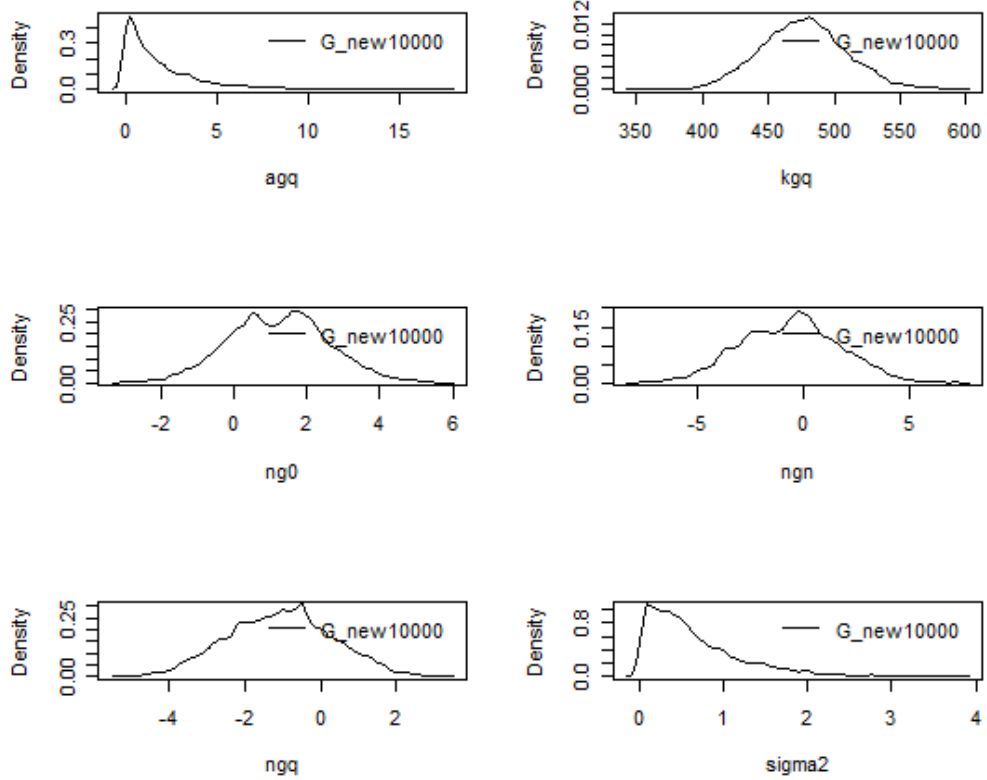 Density
0.0 0.3
G_new10000
0 5 10 15
agq
Density
0.000 0.012
G_new10000
350 400 450 500 550 600
kgq
Density
0.00 0.25
G_new10000
-2 0 2 4 6
ng0
Density
0.00 0.15
G_new10000
-5 0 5
ngn
Density
0.00 0.25
G_new10000
-4 -2 0 2
ngq
Density
0.0 0.8
G_new10000
0 1 2 3 4
sigma2